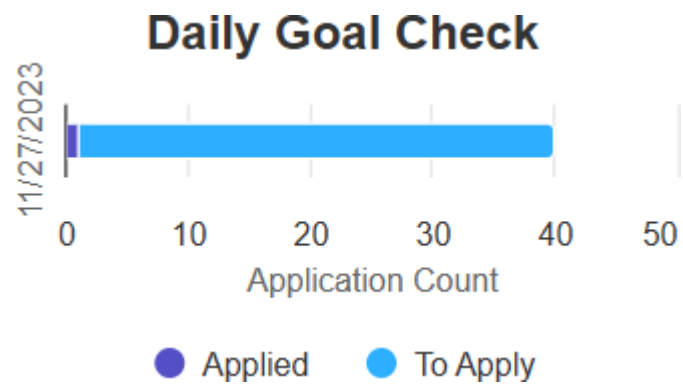 Daily Goal Check
11/27/2023
0 10 20 30 40 50
Application Count
Applied To Apply